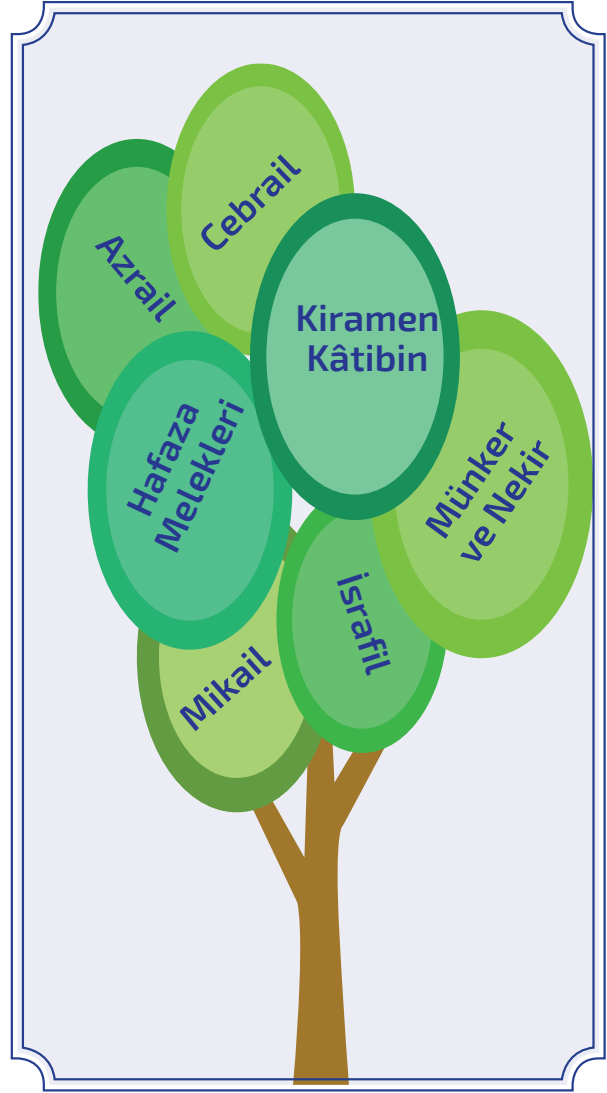 Cebrail
Azrail
Kiramen
Kâtibin
Hafaza
Melekleri
Münker
ve Nekir
İsrafil
Mikail